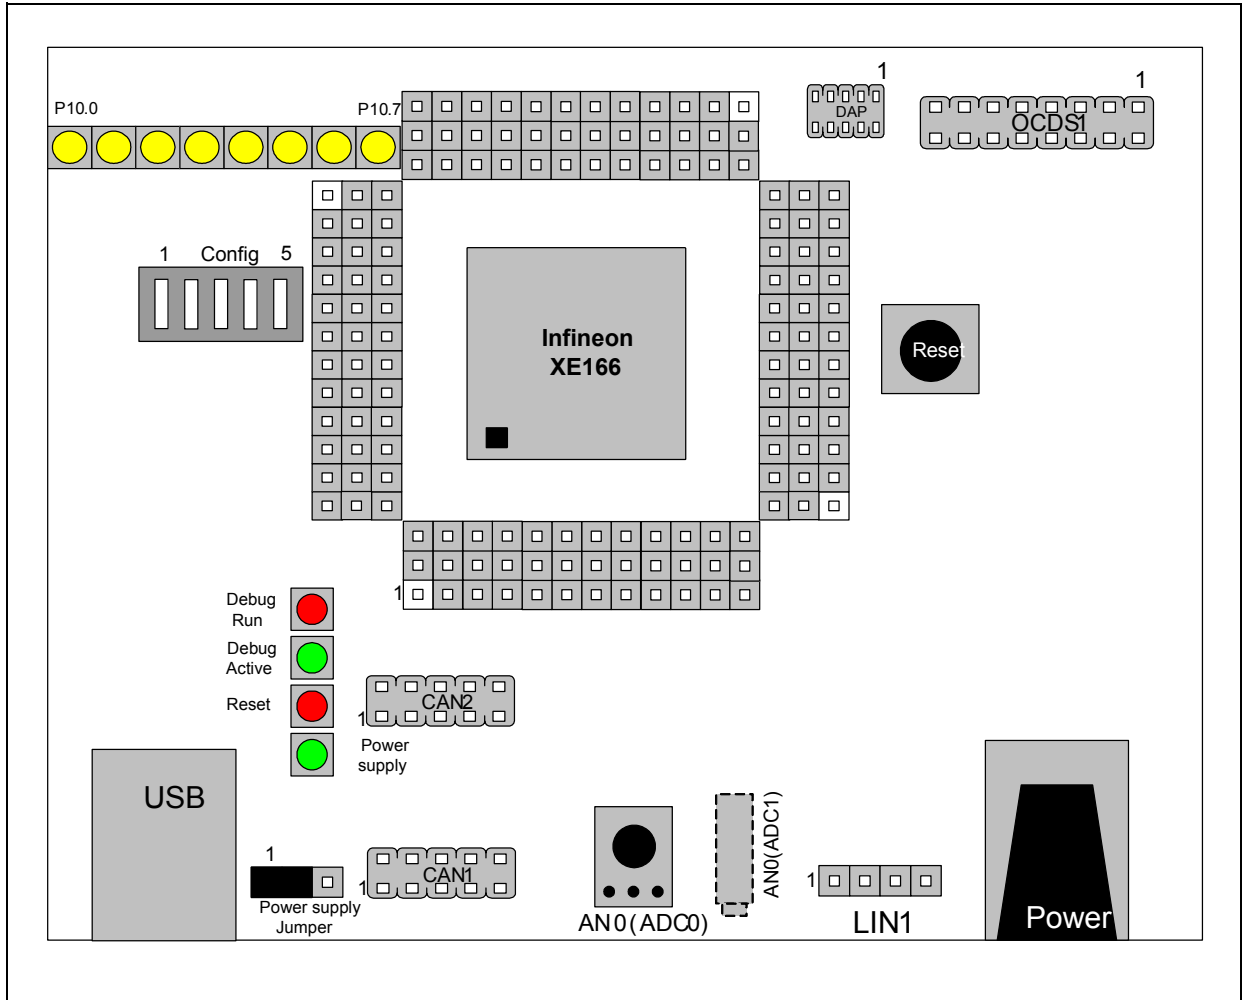 1
1
P10.0
P10.7
DAP
OCDS1
1 Config 5
Infineon
XE166
Reset
1
Debug
Run
Debug
Active
Reset
CAN2
1
Power
supply
USB
1
CAN1
1
Power supply
Jumper
AN0(ADC0)
AN0(ADC1)
1
LIN1
Power